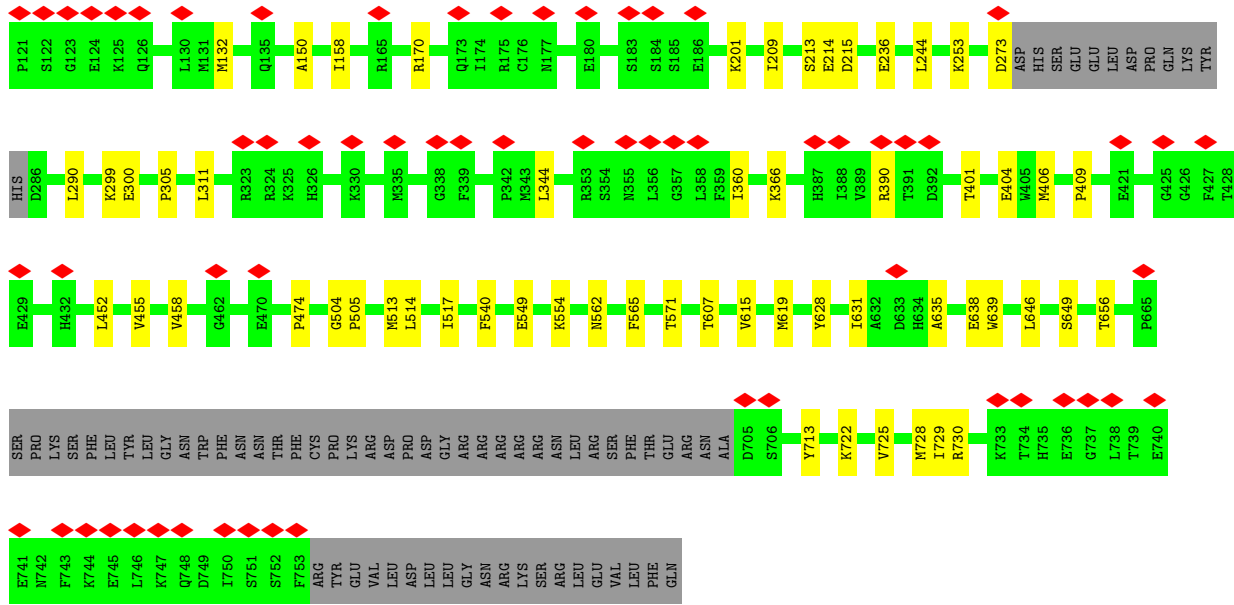 P121 S122 G123 E124 K125 Q126 L130 M131 M132 Q135 A150 I158 R165 R170 Q173 I174 R175 C176 N177 E180 S183 S184 S185 E186 K201 I209 S213 E214 D215 E236 L244 K253 D273 ASP HIS SER GLU GLU LEU ASP PRO GLN LYS TYR
HIS D286 L290 K299 E300 P305 L311 R323 R324 K325 H326 K330 M335 G338 F339 P342 M343 L344 R353 S354 N355 L356 G357 L358 F359 I360 K366 H387 I388 V389 R390 T391 D392 T401 E404 W405 M406 P409 E421 G425 G426 F427 T428
E429 H432 L452 V455 V458 G462 E470 P474 G504 P505 M513 L514 I517 F540 E549 K554 N562 F565 T571 T607 V615 M619 Y628 I631 A632 D633 H634 A635 E638 W639 L646 S649 T656 P665
SER PRO LYS SER PHE LEU TYR LEU GLY ASN TRP PHE ASN ASN THR PHE CYS PRO LYS ARG ASP PRO ASP GLY ARG ARG ARG ARG ASN LEU ARG SER PHE THR GLU ARG ASN ALA D705 S706 Y713 K722 V725 M728 I729 R730 K733 T734 H735 E736 G737 L738 T739 E740
E741 N742 F743 K744 E745 L746 K747 Q748 D749 I750 S751 S752 F753 ARG TYR GLU VAL LEU ASP LEU LEU GLY ASN ARG LYS SER ARG LEU GLU VAL LEU PHE GLN